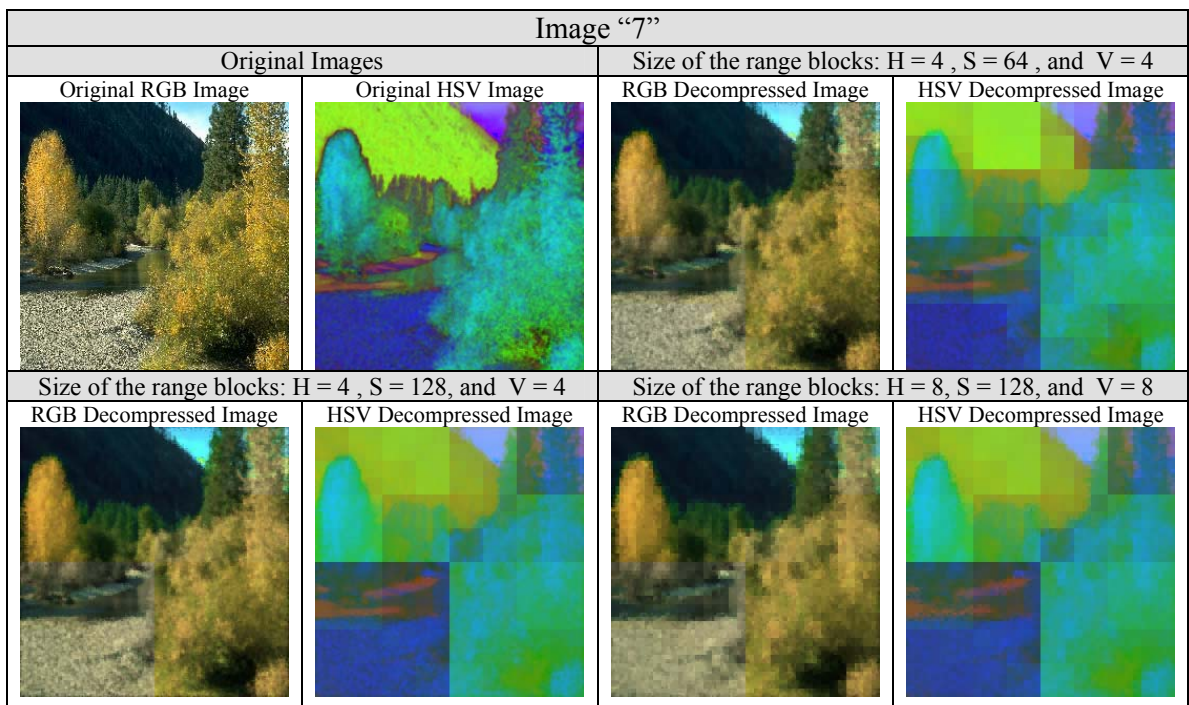 Image “7”
Original Images
Size of the range blocks: H = 4 , S = 64 , and V = 4
Original RGB Image
Original HSV Image
RGB Decompressed Image
HSV Decompressed Image
Size of the range blocks: H = 4 , S = 128, and V = 4
Size of the range blocks: H = 8, S = 128, and V = 8
RGB Decompressed Image
HSV Decompressed Image
RGB Decompressed Image
HSV Decompressed Image